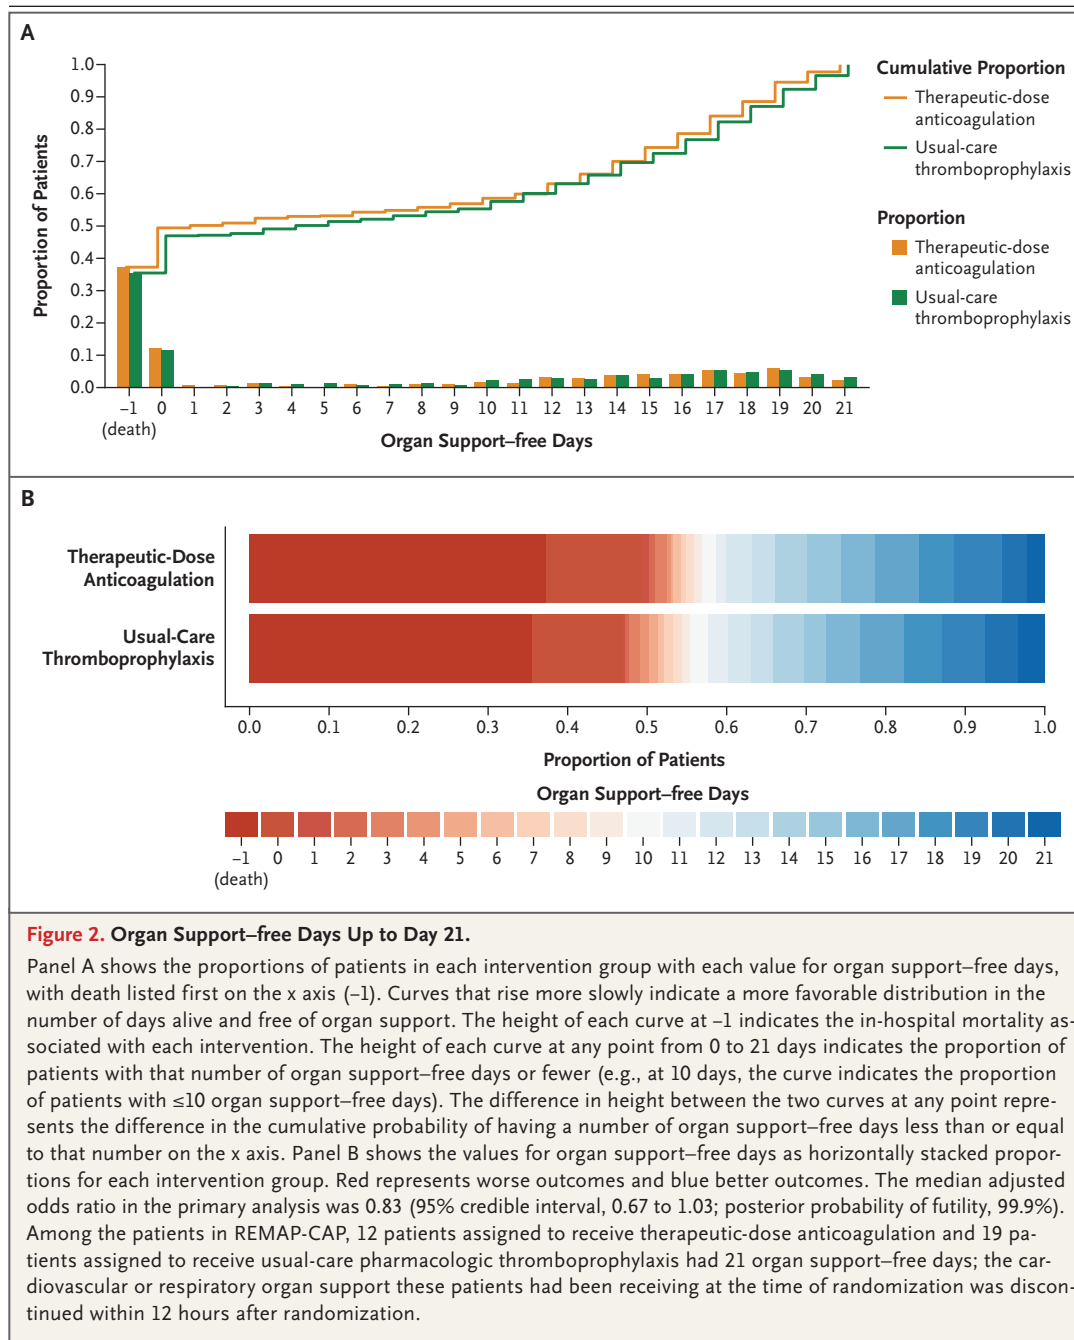 A
Proportion of Patients
1.0
0.9
0.8
0.7
0.6
0.5
0.4
0.3
0.2
0.1
0.0
–1 0 1 2 3 4 5 6 7 8 9 10 11 12 13 14 15 16 17 18 19 20 21
(death)
Organ Support–free Days
Cumulative Proportion
Therapeutic-dose
anticoagulation
Usual-care
thromboprophylaxis
Proportion
Therapeutic-dose
anticoagulation
Usual-care
thromboprophylaxis
B
Therapeutic-Dose
Anticoagulation
Usual-Care
Thromboprophylaxis
0.0 0.1 0.2 0.3 0.4 0.5 0.6 0.7 0.8 0.9 1.0
Proportion of Patients
Organ Support–free Days
–1 0 1 2 3 4 5 6 7 8 9 10 11 12 13 14 15 16 17 18 19 20 21
(death)
Figure 2. Organ Support–free Days Up to Day 21.
Panel A shows the proportions of patients in each intervention group with each value for organ support–free days,
with death listed first on the x axis (–1). Curves that rise more slowly indicate a more favorable distribution in the
number of days alive and free of organ support. The height of each curve at –1 indicates the in-hospital mortality as-
sociated with each intervention. The height of each curve at any point from 0 to 21 days indicates the proportion of
patients with that number of organ support–free days or fewer (e.g., at 10 days, the curve indicates the proportion
of patients with ≤10 organ support–free days). The difference in height between the two curves at any point repre-
sents the difference in the cumulative probability of having a number of organ support–free days less than or equal
to that number on the x axis. Panel B shows the values for organ support–free days as horizontally stacked propor-
tions for each intervention group. Red represents worse outcomes and blue better outcomes. The median adjusted
odds ratio in the primary analysis was 0.83 (95% credible interval, 0.67 to 1.03; posterior probability of futility, 99.9%).
Among the patients in REMAP-CAP, 12 patients assigned to receive therapeutic-dose anticoagulation and 19 pa-
tients assigned to receive usual-care pharmacologic thromboprophylaxis had 21 organ support–free days; the car-
diovascular or respiratory organ support these patients had been receiving at the time of randomization was discon-
tinued within 12 hours after randomization.